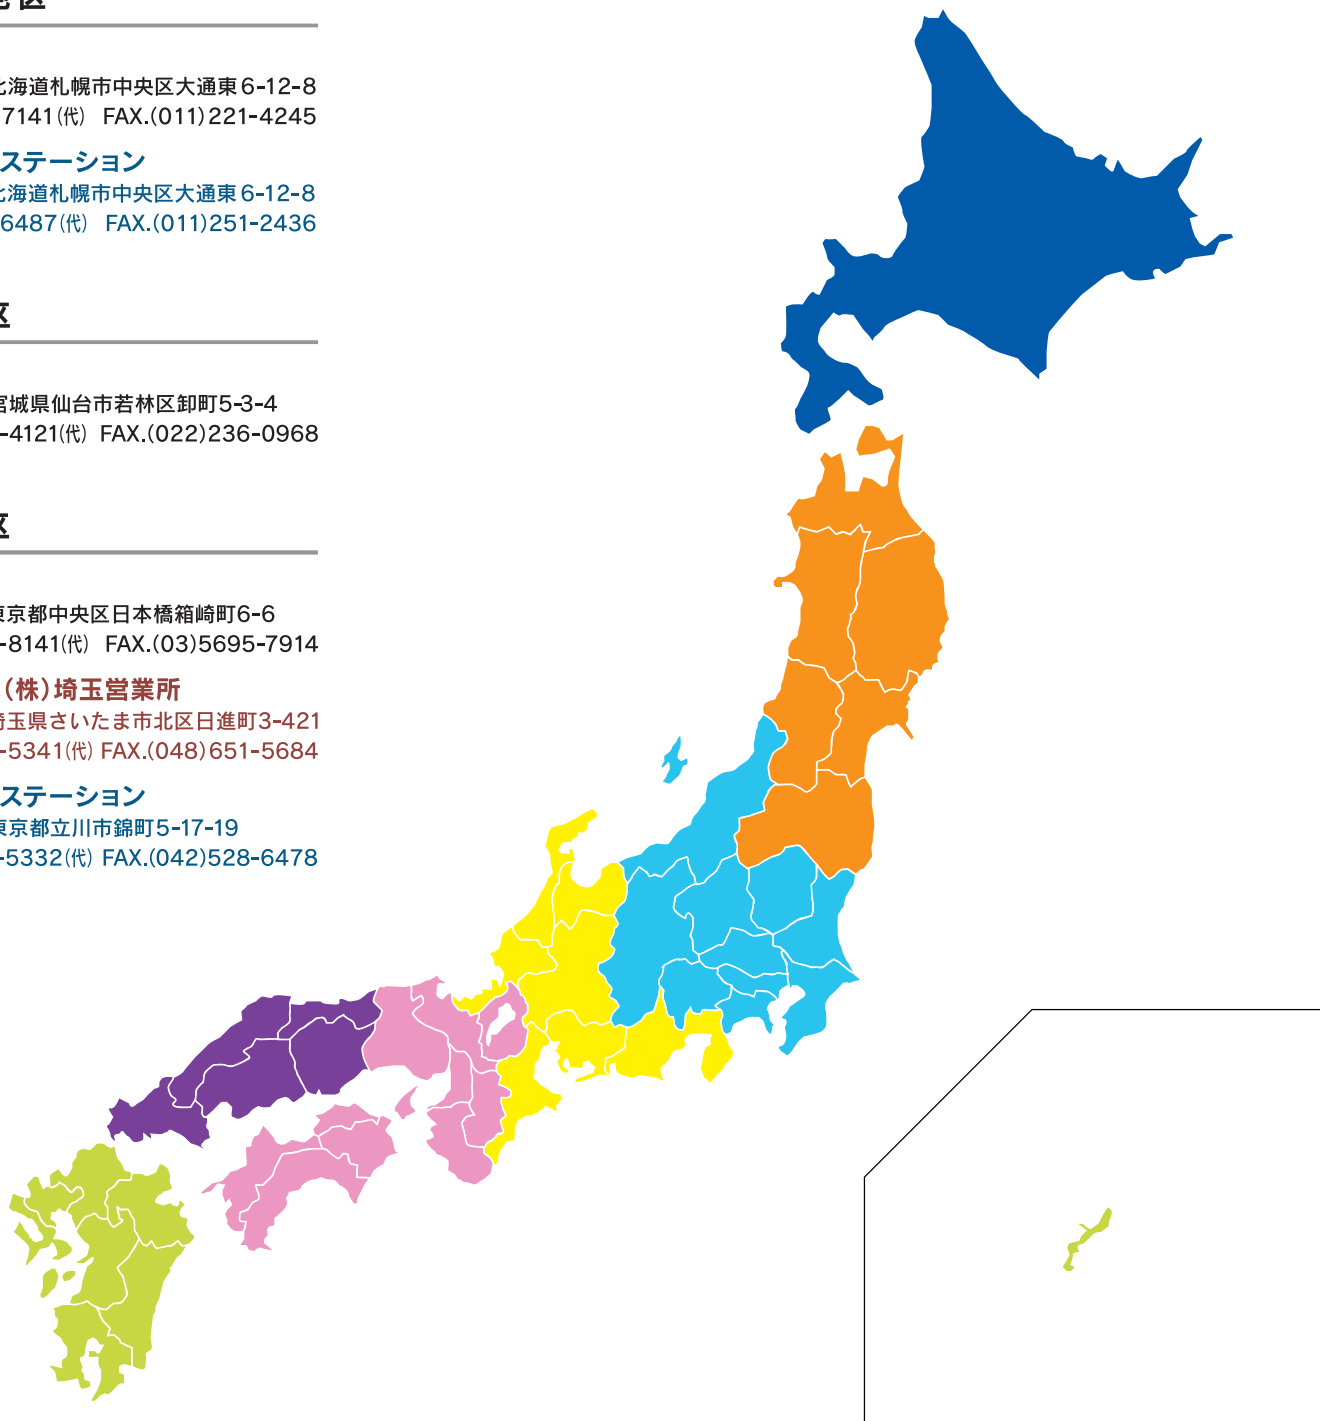 区
海道札幌市中央区大通東6-12-8
7141(代) FAX.(011)221-4245
ステーション
海道札幌市中央区大通東6-12-8
6487(代) FAX.(011)251-2436
区
宮城県仙台市若林区卸町5-3-4
-4121(代) FAX.(022)236-0968
区
東京都中央区日本橋箱崎町6-6
-8141(代) FAX.(03)5695-7914
(株)埼玉営業所
埼玉県さいたま市北区日進町3-421
-5341(代) FAX.(048)651-5684
ステーション
東京都立川市錦町5-17-19
-5332(代) FAX.(042)528-6478